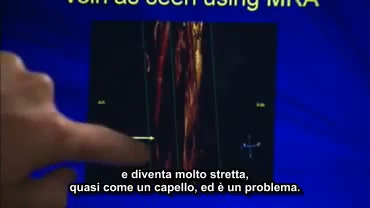 vein as seen using MRA
e diventa molto stretta,
quasi come un capello, ed è un problema.